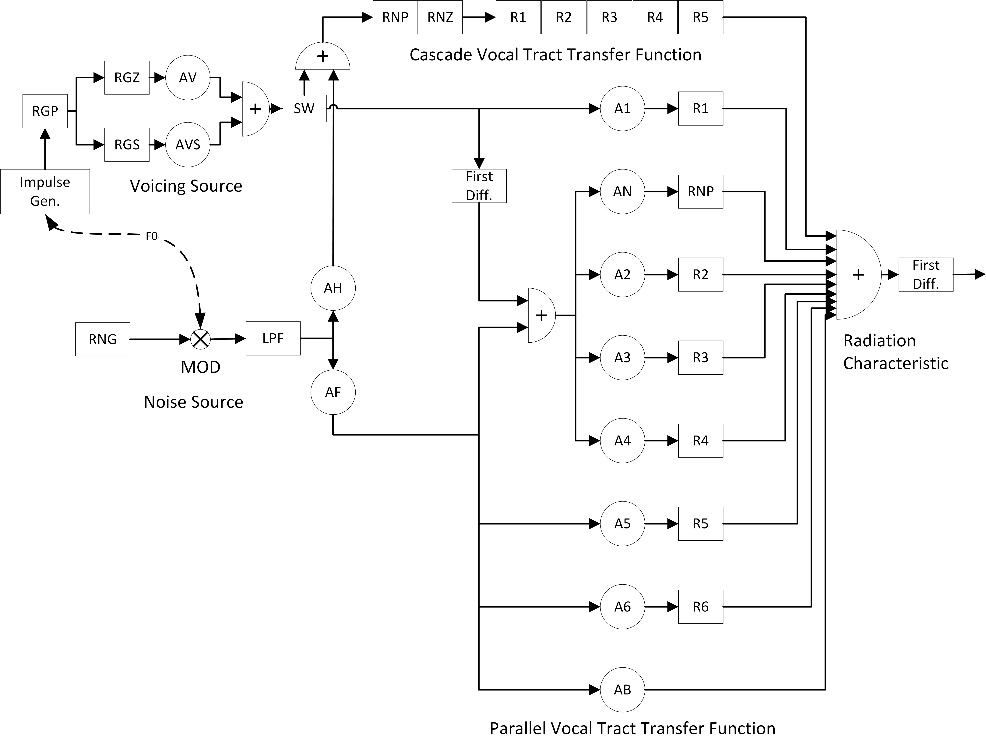 RNP RNZ R1 R2 R3 R4 R5
Cascade Vocal Tract Transfer Function
+
RGZ AV
RGP
+
SW
A1 R1
RGS AVS
Impulse
Gen.
Voicing Source
First
Diff.
AN RNP
F0
AH
A2 R2
+
First
Diff.
+
RNG
LPF
MOD
Radiation
Characteristic
A3 R3
Noise Source
AF
A4 R4
A5 R5
A6 R6
AB
Parallel Vocal Tract Transfer Function